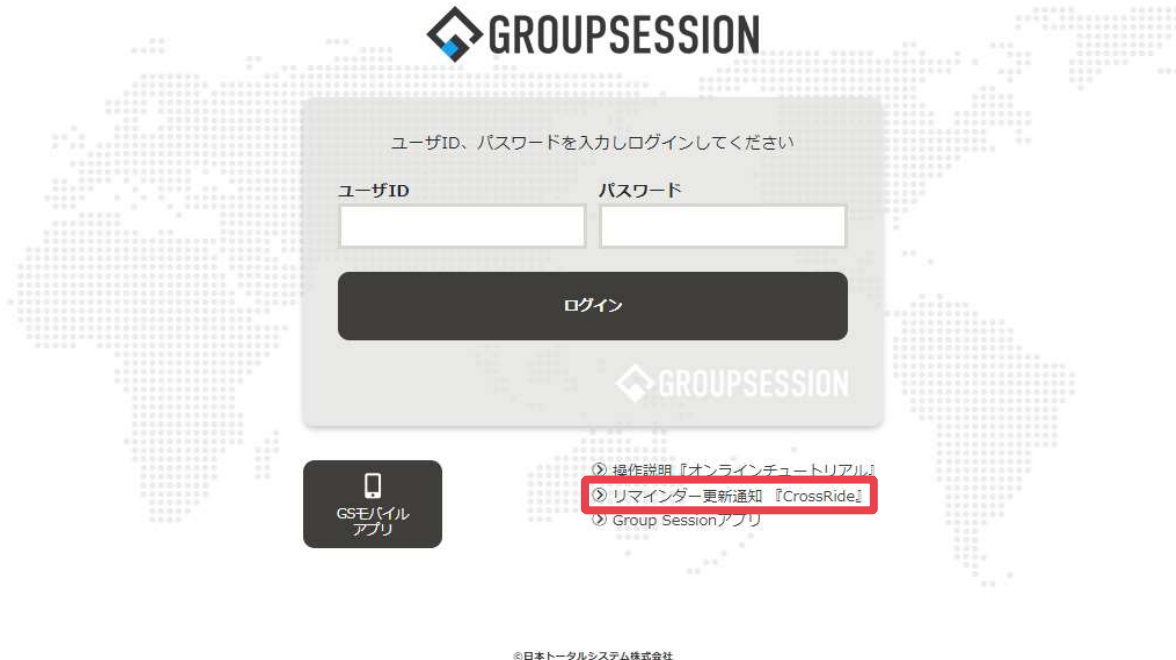 GROUPSESSION
ユーザID、パスワードを入力しログインしてください
ユーザID
パスワード
ログイン
GROUPSESSION
GSモバイル
アプリ
操作説明『オンラインチュートリアル』
リマインダー更新通知 『CrossRide』
Group Sessionアプリ
©日本トータルシステム株式会社